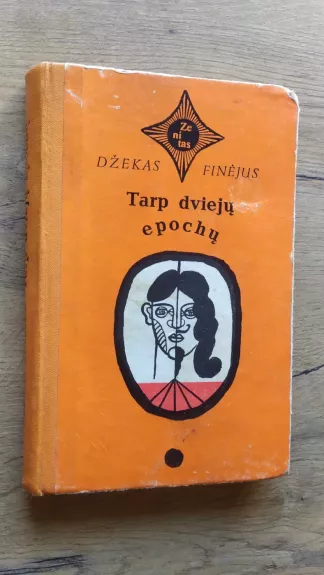 Ze
ni
tas
DŽEKAS FINĖJUS
Tarp dviejų
epochų